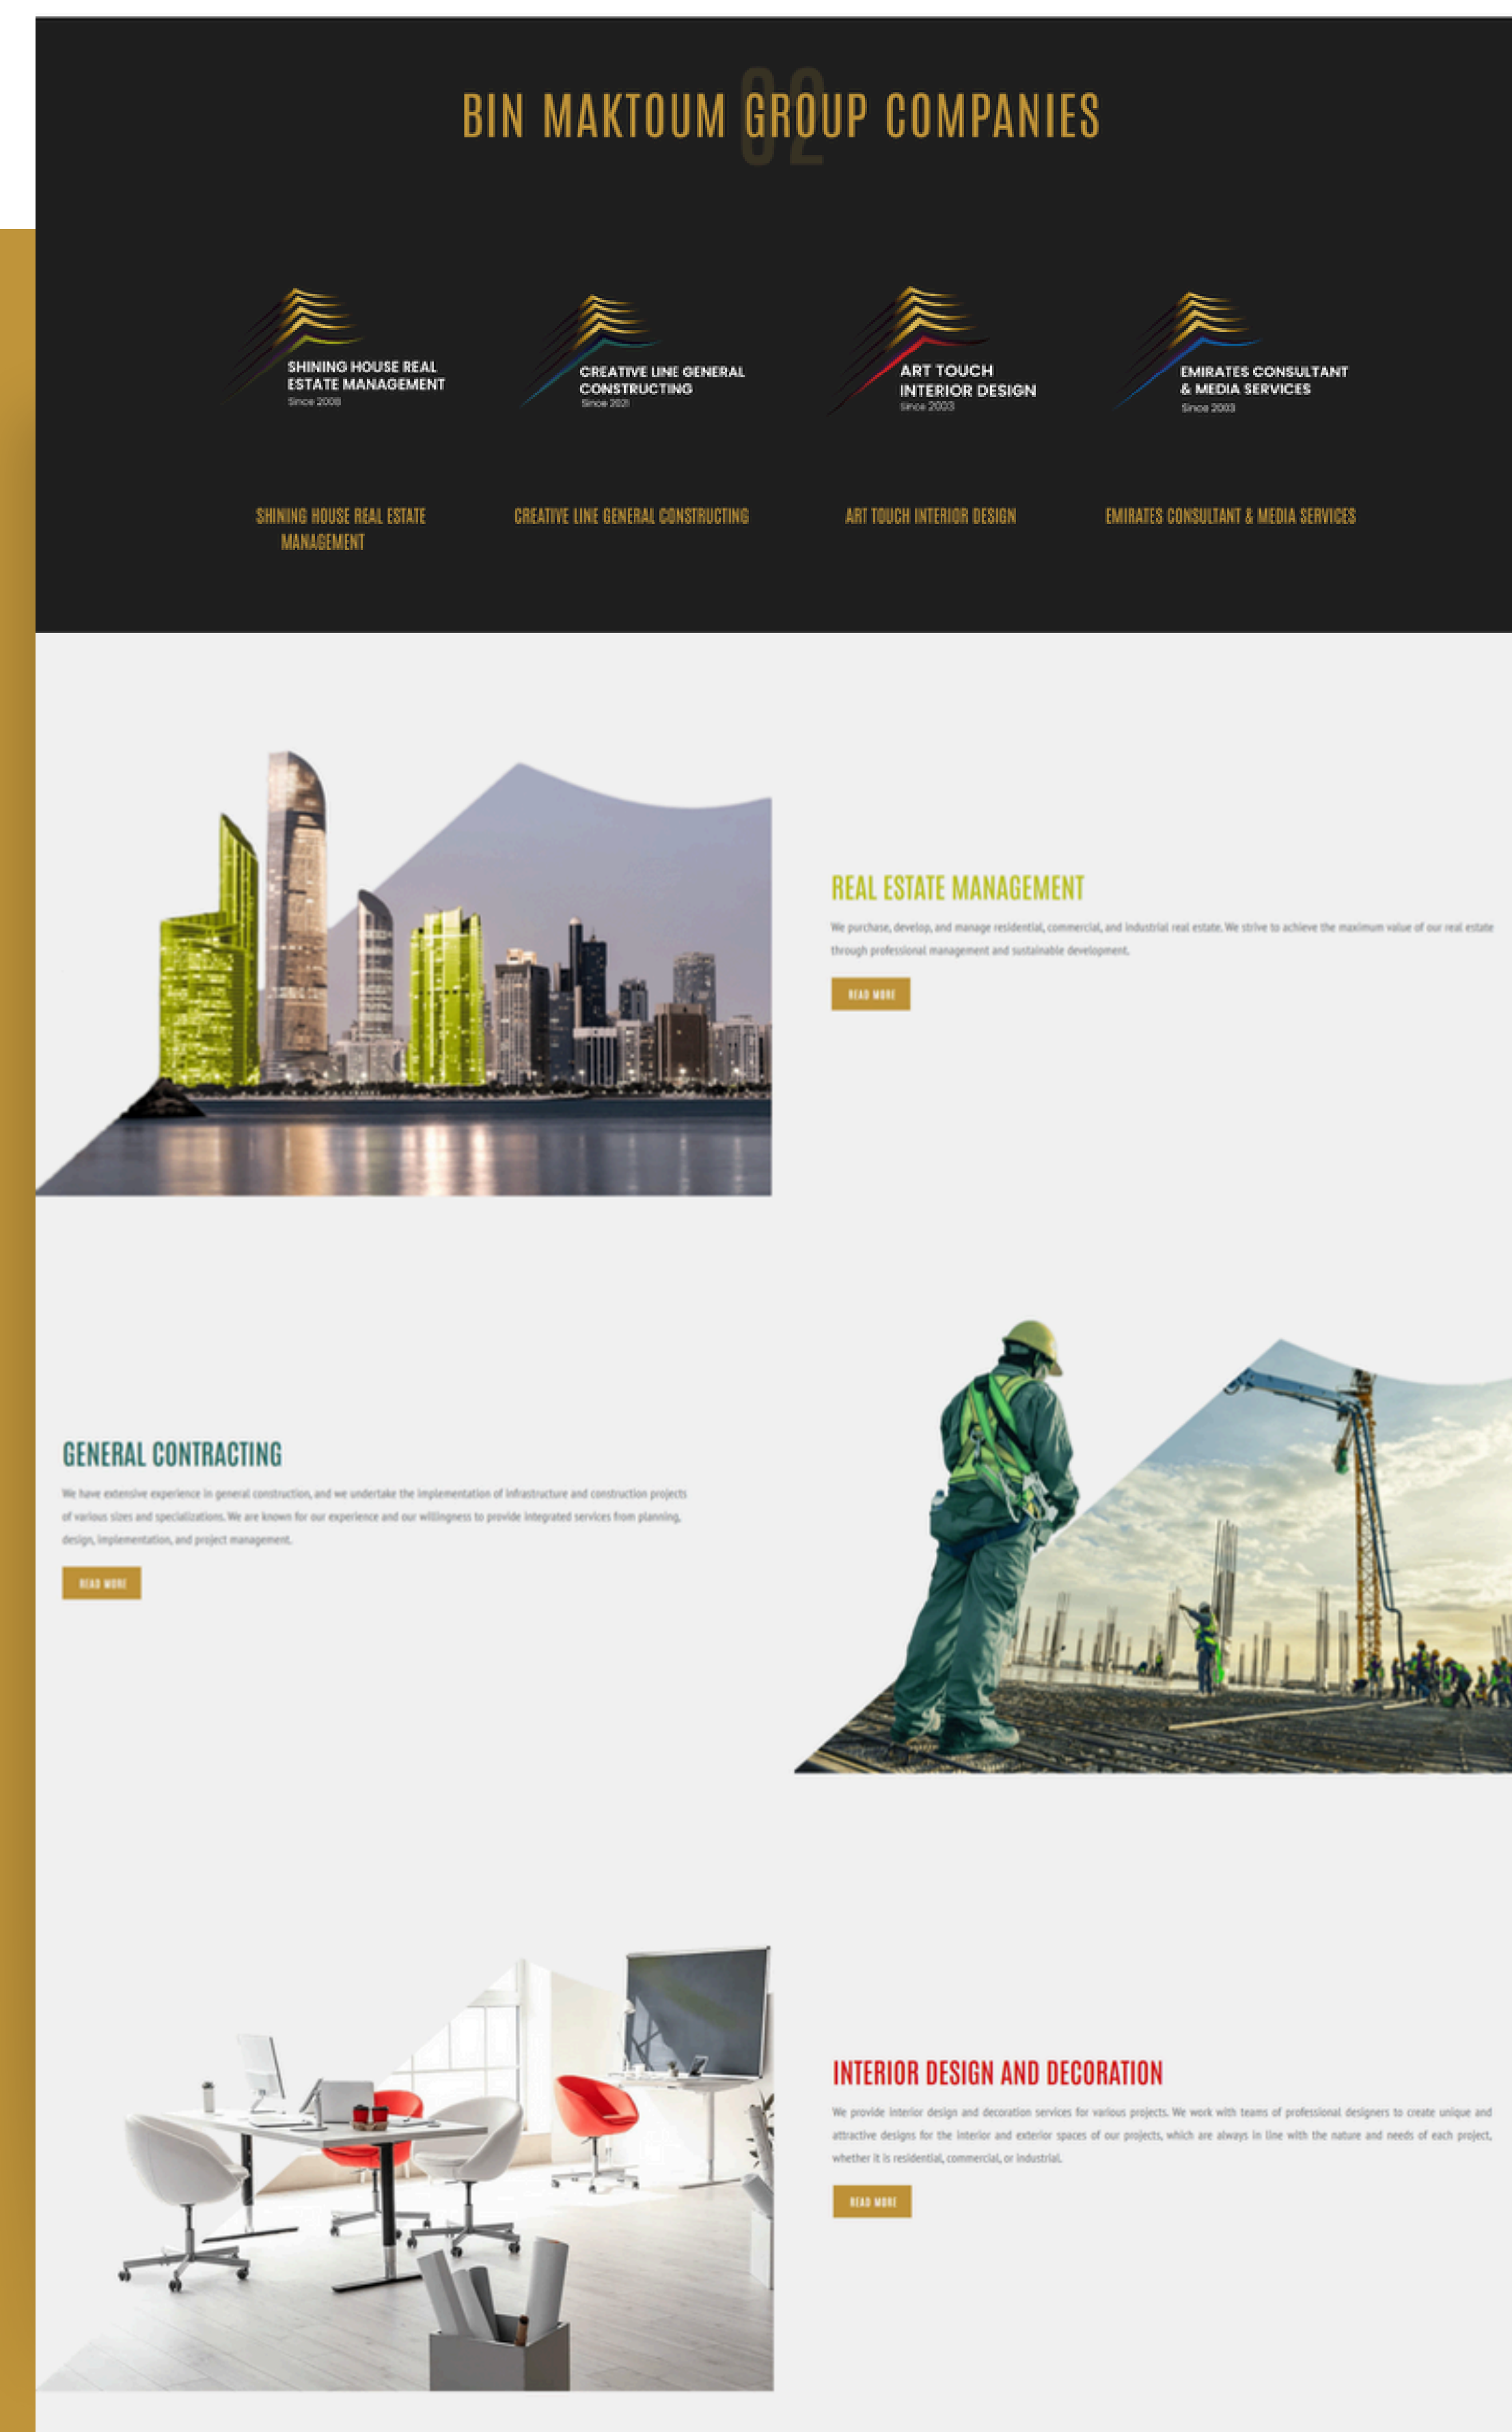 02
BIN MAKTOUM GROUP COMPANIES
SHINING HOUSE REAL
ESTATE MANAGEMENT
Since 2008
CREATIVE LINE GENERAL
CONSTRUCTING
Since 2021
ART TOUCH
INTERIOR DESIGN
Since 2003
EMIRATES CONSULTANT
& MEDIA SERVICES
Since 2003
SHINING HOUSE REAL ESTATE
MANAGEMENT
CREATIVE LINE GENERAL CONSTRUCTING
ART TOUCH INTERIOR DESIGN
EMIRATES CONSULTANT & MEDIA SERVICES
REAL ESTATE MANAGEMENT
We purchase, develop, and manage residential, commercial, and industrial real estate. We strive to achieve the maximum value of our real estate
through professional management and sustainable development.
READ MORE
GENERAL CONTRACTING
We have extensive experience in general construction, and we undertake the implementation of infrastructure and construction projects
of various sizes and specializations. We are known for our experience and our willingness to provide integrated services from planning,
design, implementation, and project management.
READ MORE
INTERIOR DESIGN AND DECORATION
We provide interior design and decoration services for various projects. We work with teams of professional designers to create unique and
attractive designs for the interior and exterior spaces of our projects, which are always in line with the nature and needs of each project,
whether it is residential, commercial, or industrial.
READ MORE